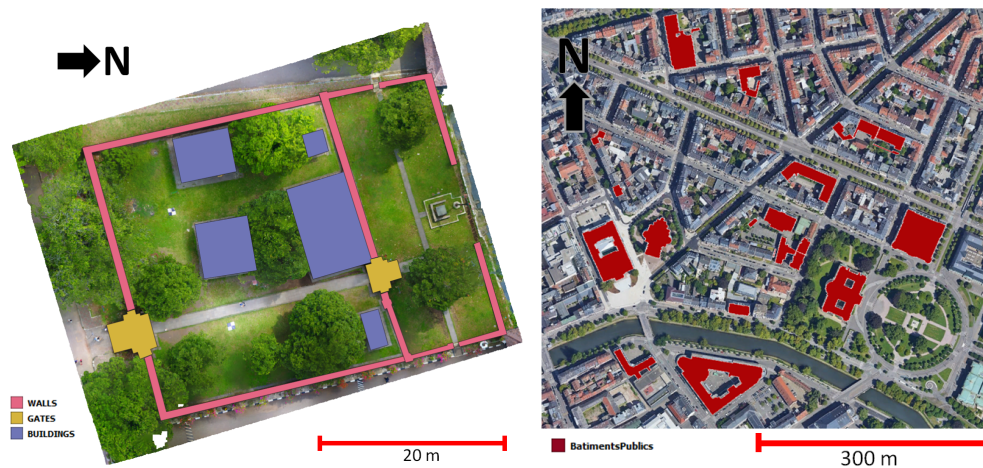 N
WALLS
GATES
BUILDINGS
20 m
N
BatimentsPublics
300 m